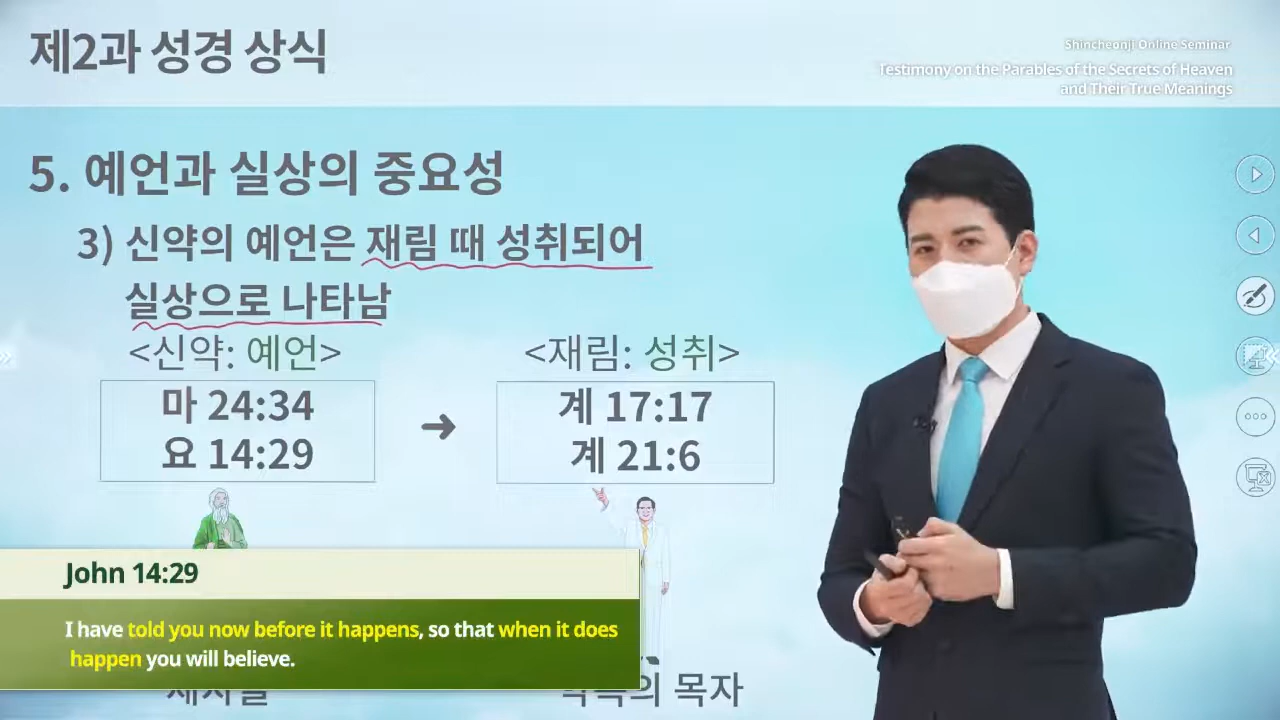 제2과 성경 상식
Shincheonji Online Seminar
Testimony on the Parables of the Secrets of Heaven
and Their True Meanings
5. 예언과 실상의 중요성
3) 신약의 예언은 재림 때 성취되어
실상으로 나타남
<신약: 예언>
<재림: 성취>
마 24:34
요 14:29
➜
계 17:17
계 21:6
John 14:29
I have told you now before it happens, so that when it does
happen you will believe.
목자